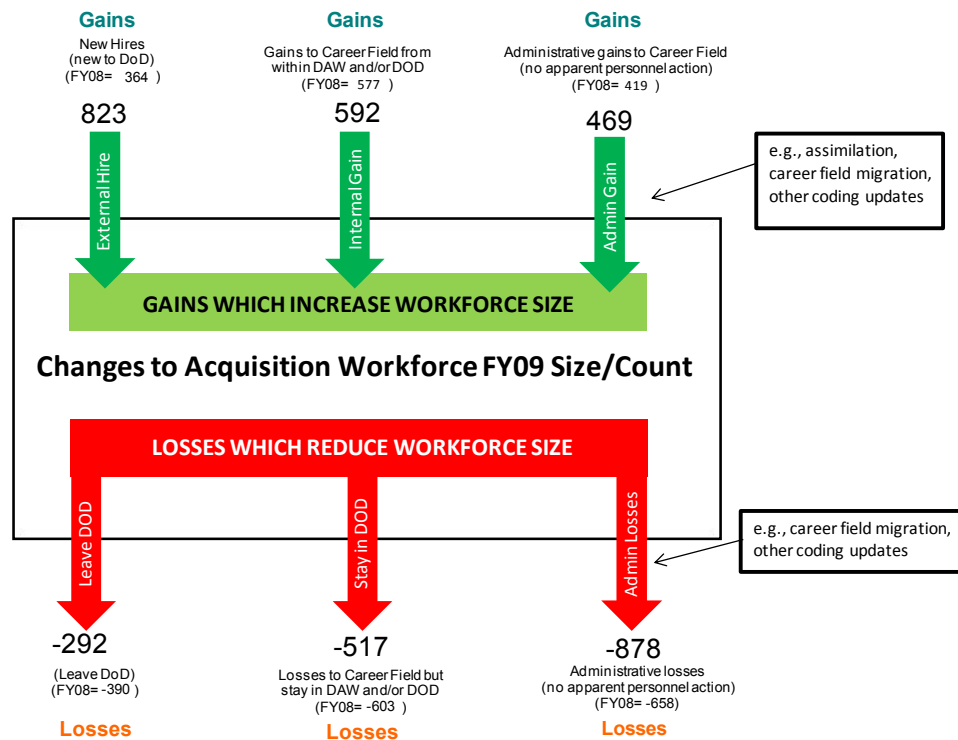 Gains
Gains
Gains
New Hires
(new to DoD)
(FY08= 364 )
823
Gains to Career Field from
within DAW and/or DOD
(FY08= 577 )
592
Administrative gains to Career Field
(no apparent personnel action)
(FY08= 419 )
469
e.g., assimilation,
career field migration,
other coding updates
External Hire
Internal Gain
Admin Gain
GAINS WHICH INCREASE WORKFORCE SIZE
Changes to Acquisition Workforce FY09 Size/Count
LOSSES WHICH REDUCE WORKFORCE SIZE
Leave DOD
Stay in DOD
Admin Losses
e.g., career field migration,
other coding updates
-292
(Leave DoD)
(FY08= -390 )
Losses
-517
Losses to Career Field but
stay in DAW and/or DOD
(FY08= -603 )
Losses
-878
Administrative losses
(no apparent personnel action)
(FY08= -658)
Losses